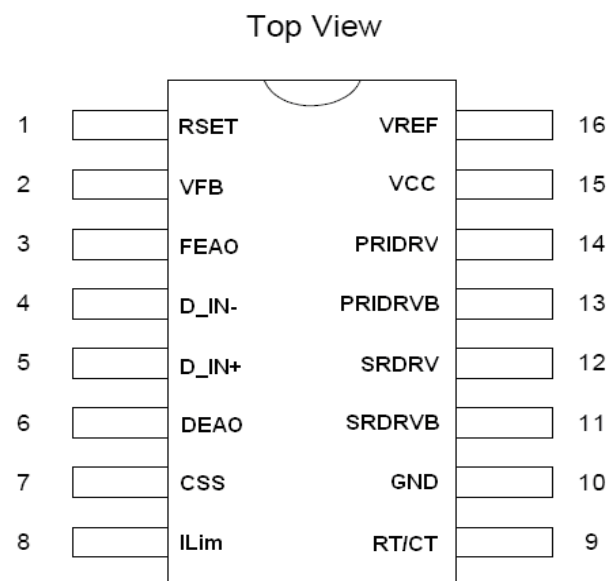 Top View
1 RSET VREF 16
2 VFB VCC 15
3 FEAO PRIDRV 14
4 D_IN- PRIDRVB 13
5 D_IN+ SRDRV 12
6 DEAO SRDRVB 11
7 CSS GND 10
8 ILim RT/CT 9